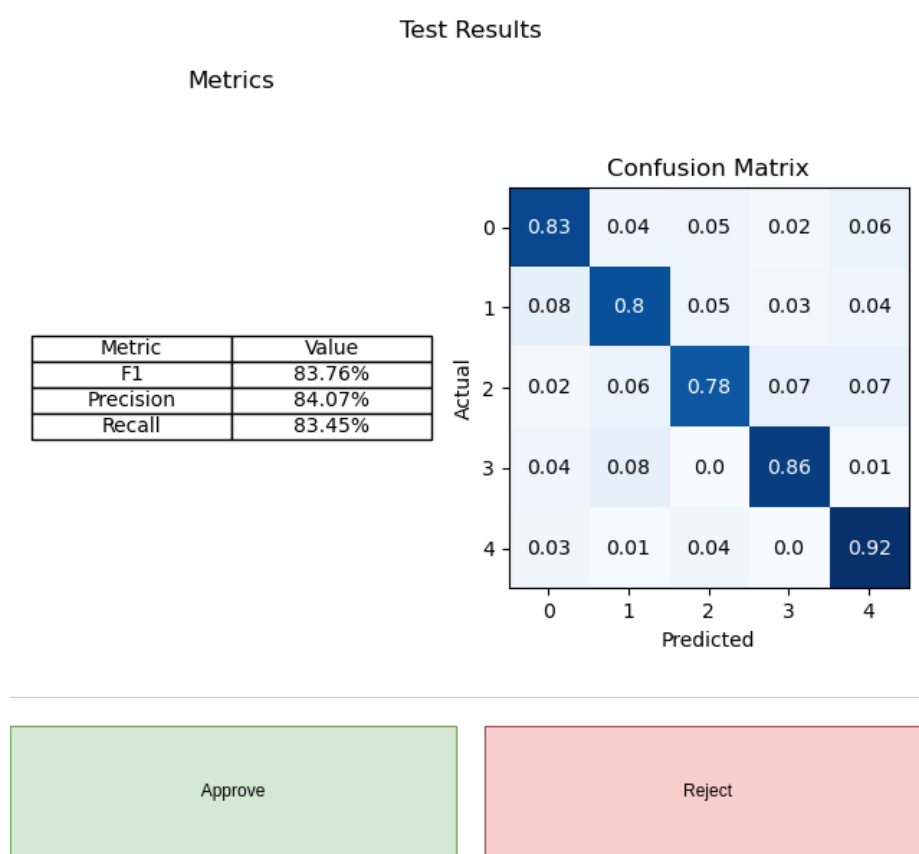 Test Results
Metrics
Metric Value
F1 83.76%
Precision 84.07%
Recall 83.45%
Confusion Matrix
Actual
0 0.83 0.04 0.05 0.02 0.06
1 0.08 0.8 0.05 0.03 0.04
2 0.02 0.06 0.78 0.07 0.07
3 0.04 0.08 0.0 0.86 0.01
4 0.03 0.01 0.04 0.0 0.92
0 1 2 3 4
Predicted
Approve
Reject